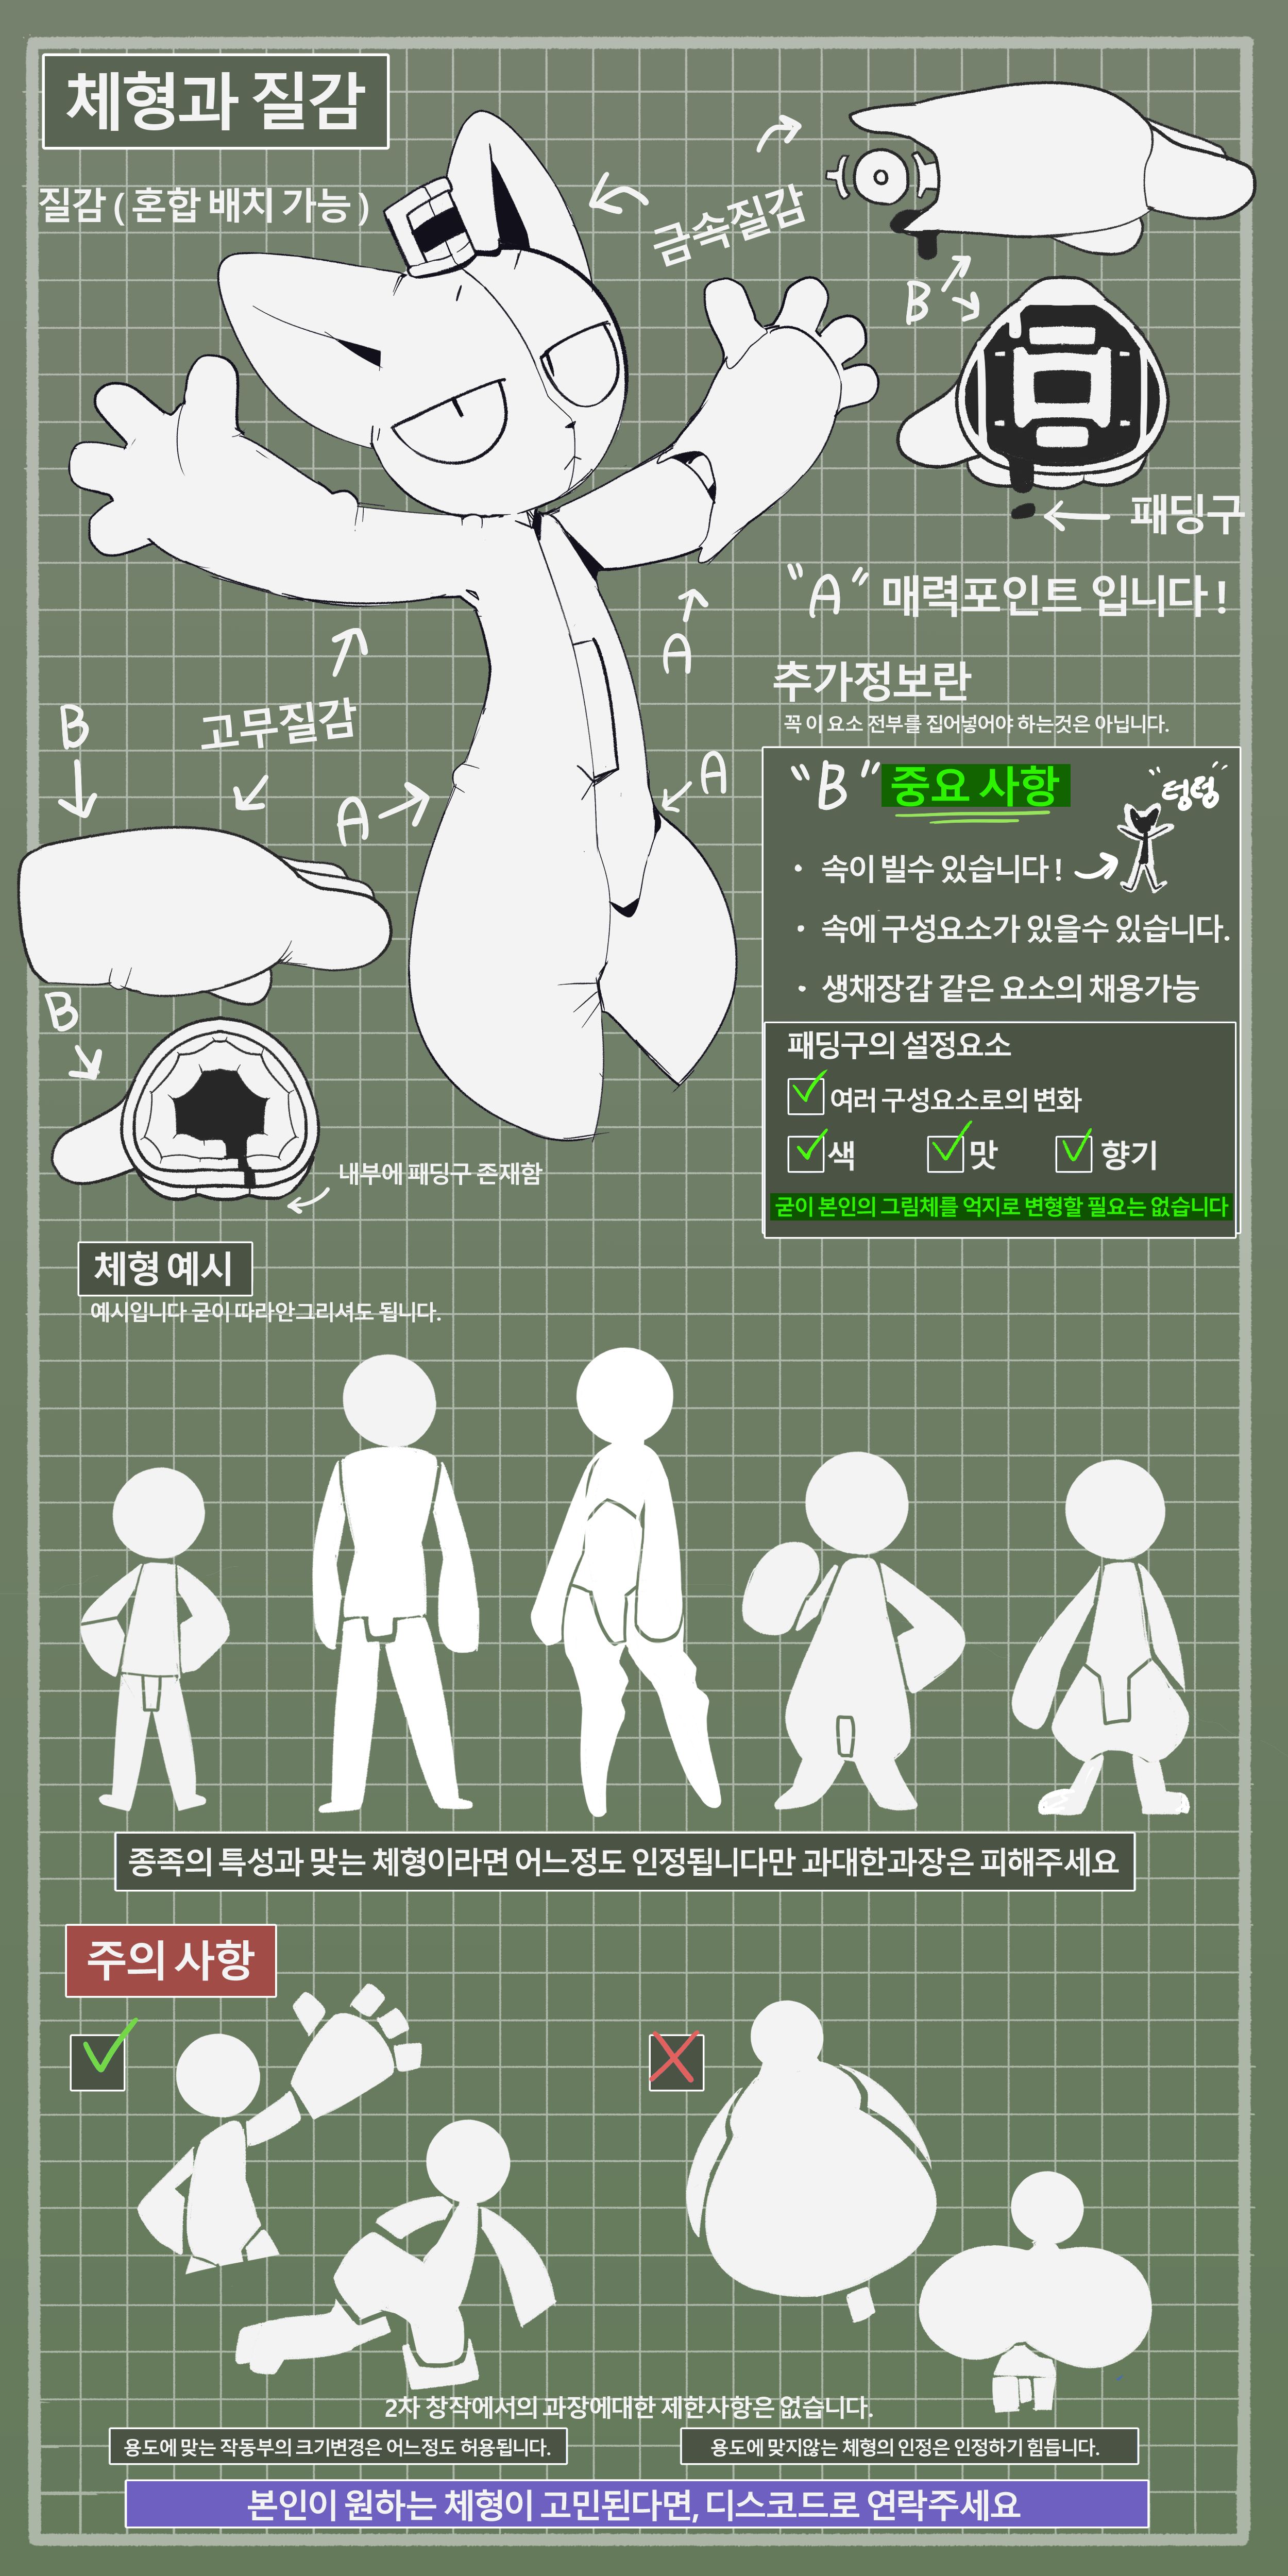 체형과 질감
질감 ( 혼합 배치 가능 )
금속질감
B
패딩구
"A" 매력포인트 입니다 !
A
고무질감
B
A
A
B
내부에 패딩구 존재함
추가정보란
꼭 이 요소 전부를 집어넣어야 하는것은 아닙니다.
"B" 중요 사항
텅텅
• 속이 빌수 있습니다 !
• 속에 구성요소가 있을수 있습니다.
• 생채장갑 같은 요소의 채용가능
패딩구의 설정요소
여러 구성요소로의 변화
색 맛 향기
굳이 본인의 그림체를 억지로 변형할 필요는 없습니다
체형 예시
예시입니다 굳이 따라안그리셔도 됩니다.
종족의 특성과 맞는 체형이라면 어느정도 인정됩니다만 과대한과장은 피해주세요
주의 사항
2차 창작에서의 과장에대한 제한사항은 없습니다.
용도에 맞는 작동부의 크기변경은 어느정도 허용됩니다.
용도에 맞지않는 체형의 인정은 인정하기 힘듭니다.
본인이 원하는 체형이 고민된다면, 디스코드로 연락주세요